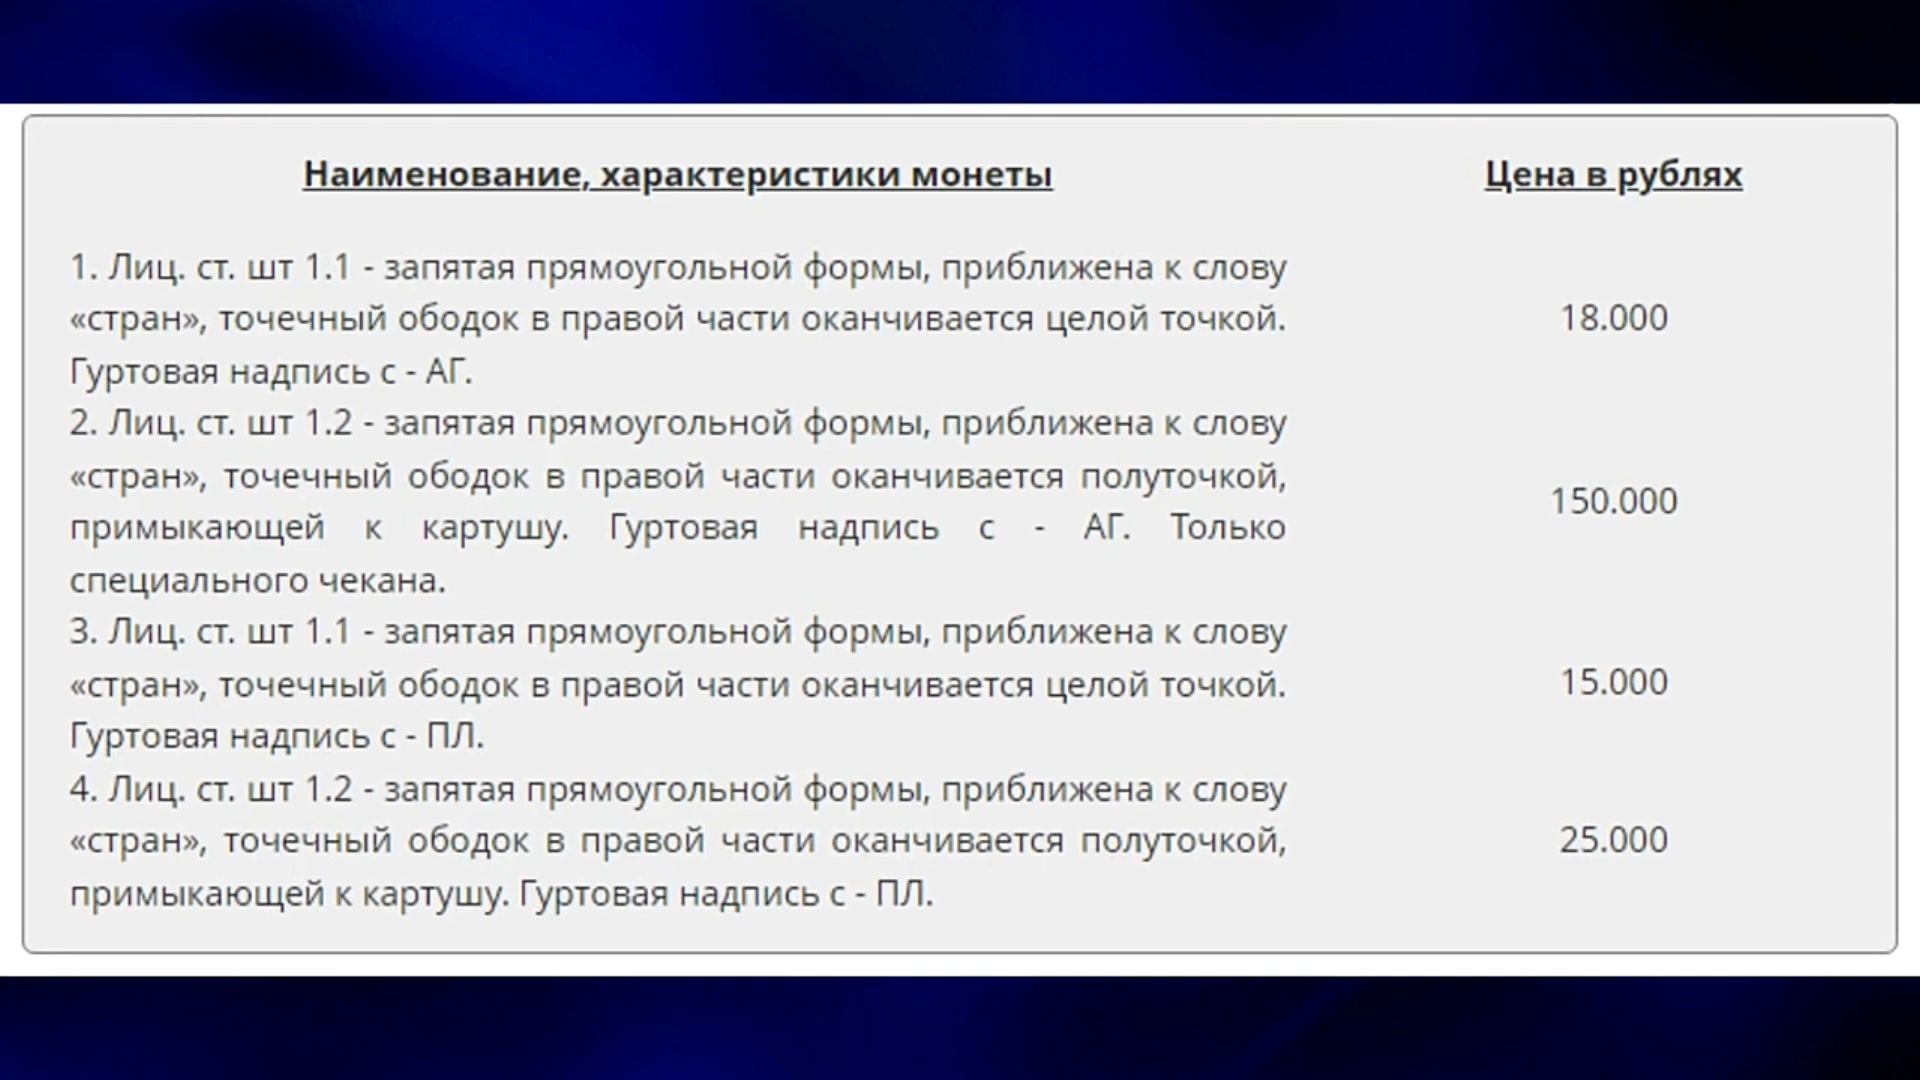 Наименование, характеристики монеты
Цена в рублях
1. Лиц. ст. шт 1.1 - запятая прямоугольной формы, приближена к слову
«стран», точечный ободок в правой части оканчивается целой точкой.
Гуртовая надпись с - АГ.
18.000
2. Лиц. ст. шт 1.2 - запятая прямоугольной формы, приближена к слову
«стран», точечный ободок в правой части оканчивается полуточкой,
примыкающей к картушу. Гуртовая надпись с - АГ. Только
специального чекана.
150.000
3. Лиц. ст. шт 1.1 - запятая прямоугольной формы, приближена к слову
«стран», точечный ободок в правой части оканчивается целой точкой.
Гуртовая надпись с - ПЛ.
15.000
4. Лиц. ст. шт 1.2 - запятая прямоугольной формы, приближена к слову
«стран», точечный ободок в правой части оканчивается полуточкой,
примыкающей к картушу. Гуртовая надпись с - ПЛ.
25.000